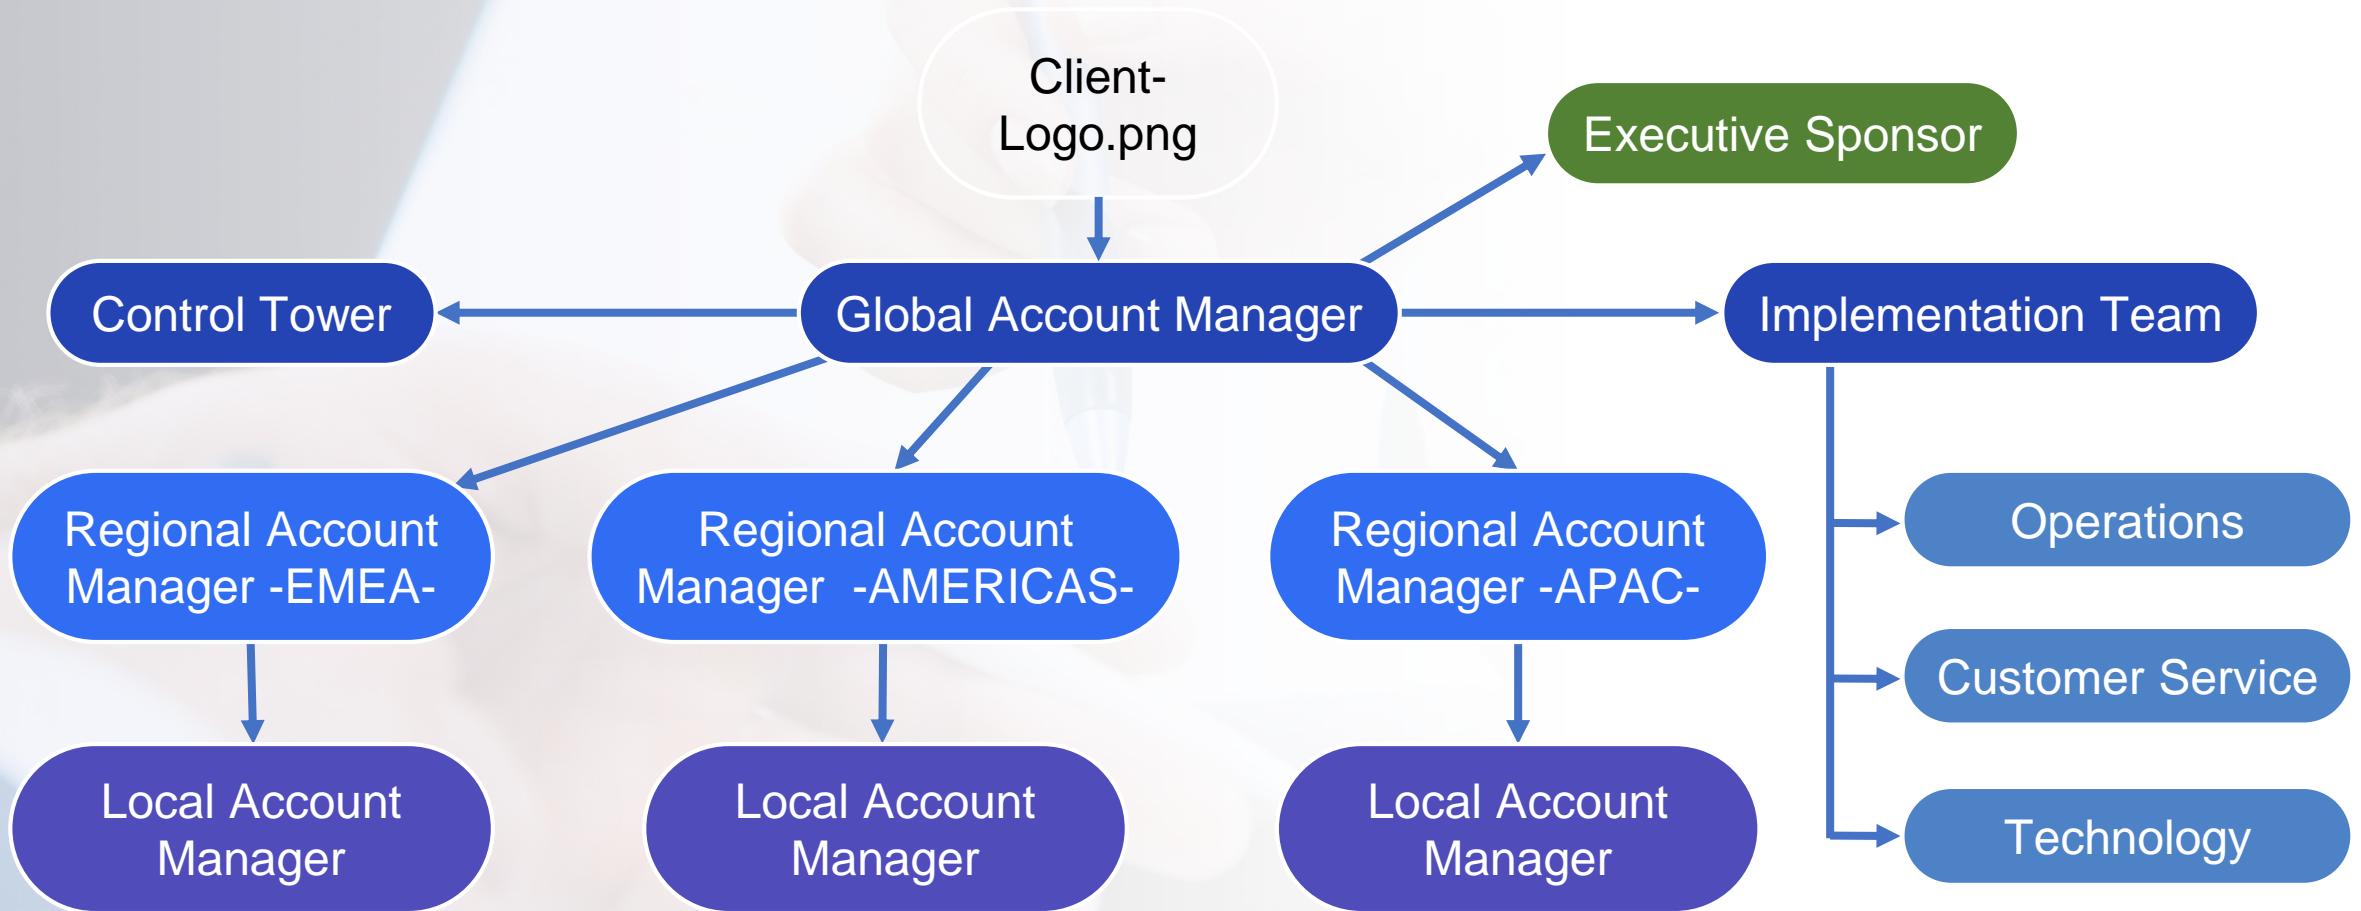 Client-
Logo.png
Executive Sponsor
Control Tower
Global Account Manager
Implementation Team
Regional Account
Manager -EMEA-
Regional Account
Manager  -AMERICAS-
Regional Account
Manager -APAC-
Operations
Customer Service
Local Account
Manager
Local Account
Manager
Local Account
Manager
Technology